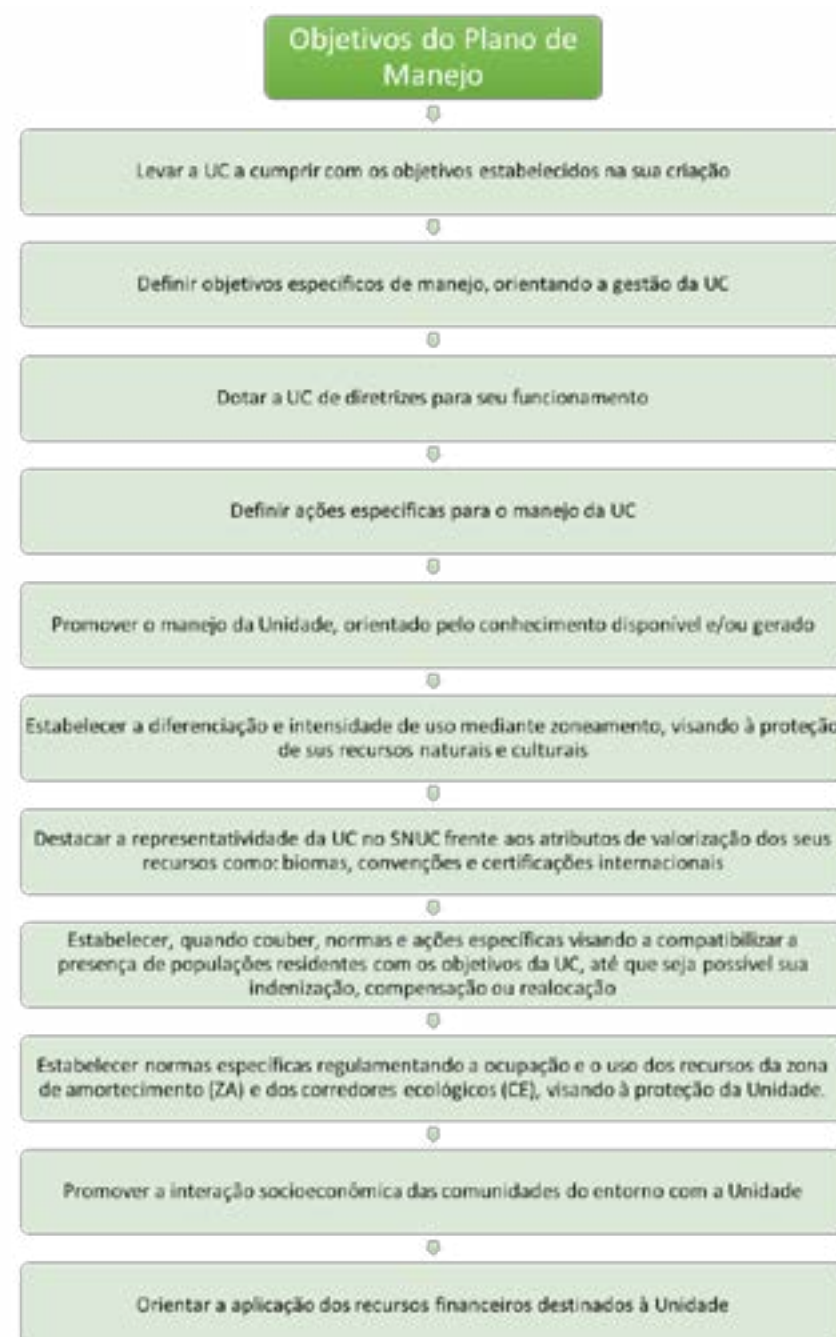 Objetivos do Plano de
Manejo
Levar a UC a cumprir com os objetivos estabelecidos na sua criação
Definir objetivos específicos de manejo, orientando a gestão da UC
Dotar a UC de diretrizes para seu funcionamento
Definir ações específicas para o manejo da UC
Promover o manejo da Unidade, orientado pelo conhecimento disponível e/ou gerado
Estabelecer a diferenciação e intensidade de uso mediante zoneamento, visando à proteção
de sus recursos naturais e culturais
Destacar a representatividade da UC no SNUC frente aos atributos de valorização dos seus
recursos como: biomas, convenções e certificações internacionais
Estabelecer, quando couber, normas e ações específicas visando a compatibilizar a
presença de populações residentes com os objetivos da UC, até que seja possível sua
indenização, compensação ou realocação
Estabelecer normas específicas regulamentando a ocupação e o uso dos recursos da zona
de amortecimento (ZA) e dos corredores ecológicos (CE), visando à proteção da Unidade.
Promover a interação socioeconômica das comunidades do entorno com a Unidade
Orientar a aplicação dos recursos financeiros destinados à Unidade